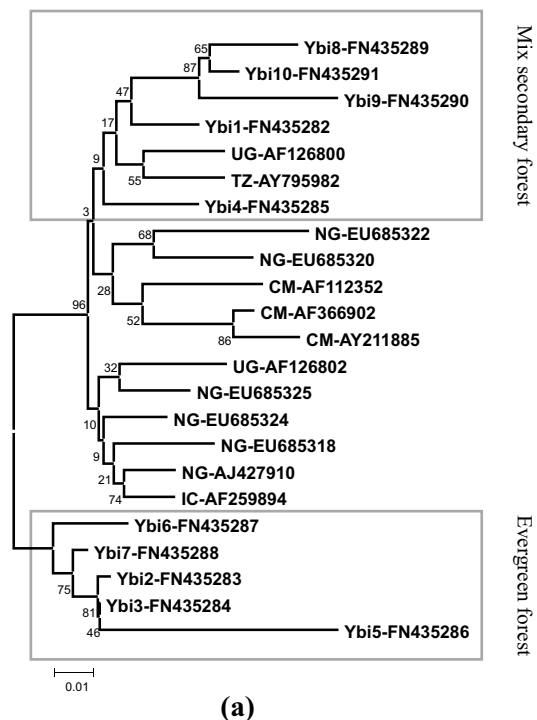 65
Ybi8-FN435289
87
Ybi10-FN435291
47
Ybi9-FN435290
17
Ybi1-FN435282
UG-AF126800
9
55
TZ-AY795982
3
Ybi4-FN435285
68
NG-EU685322
NG-EU685320
28
CM-AF112352
96
52
CM-AF366902
86
CM-AY211885
32
UG-AF126802
NG-EU685325
10
NG-EU685324
9
NG-EU685318
21
NG-AJ427910
74
IC-AF259894
Ybi6-FN435287
Ybi7-FN435288
75
Ybi2-FN435283
81
Ybi3-FN435284
46
Ybi5-FN435286
0.01
(a)
Mix secondary forest
Evergreen forest